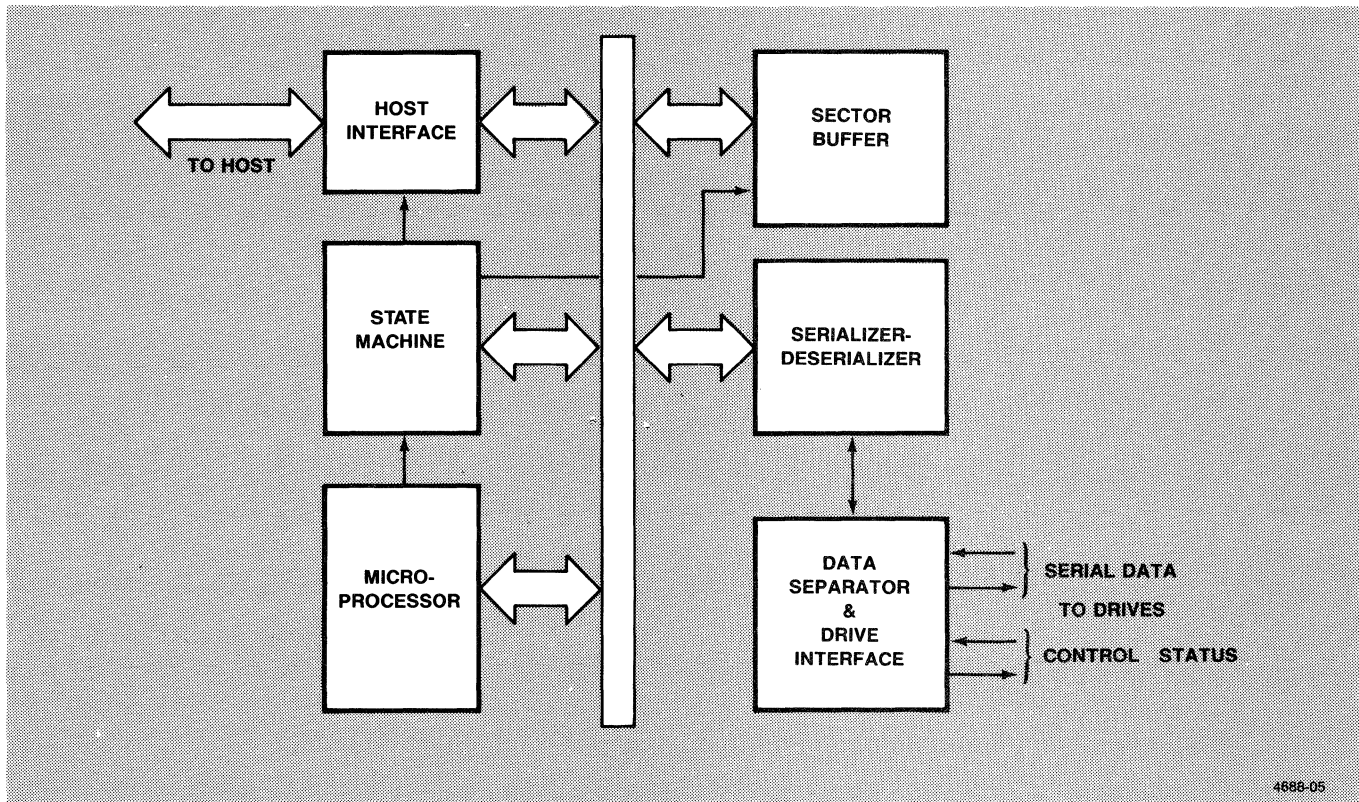 HOST
INTERFACE
TO HOST
SECTOR
BUFFER
STATE
MACHINE
SERIALIZER-
DESERIALIZER
MICRO-
PROCESSOR
DATA
SEPARATOR
&
DRIVE
INTERFACE
SERIAL DATA
TO DRIVES
CONTROL STATUS
4688-05